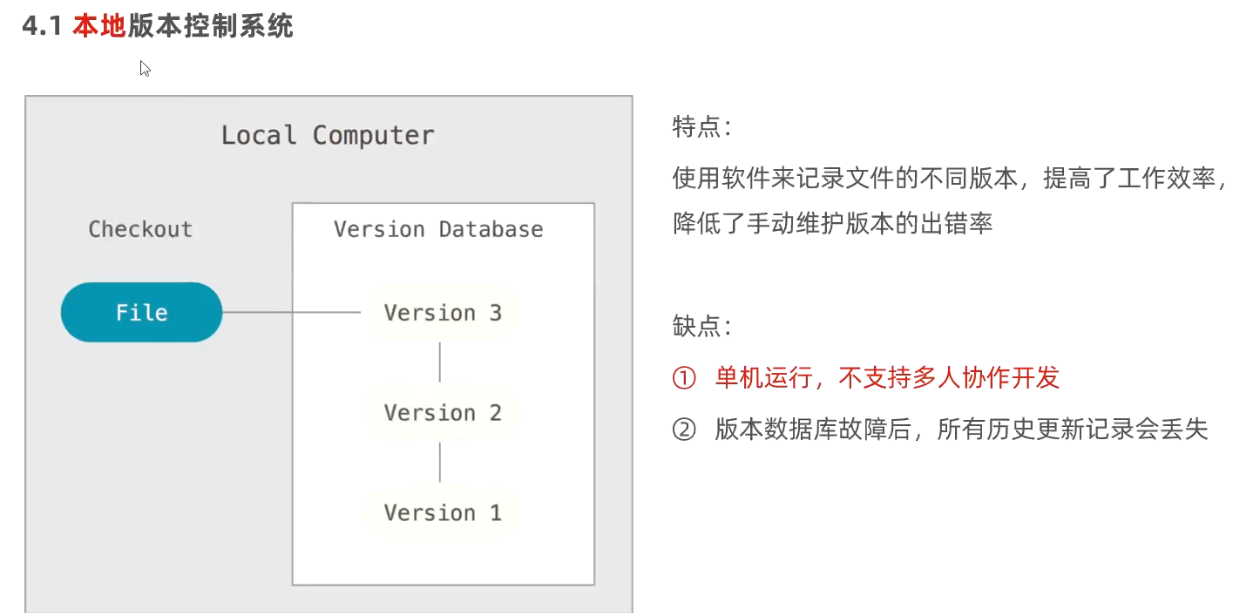 4.1 本地版本控制系统
Local Computer
Checkout
Version Database
File
Version 3
Version 2
Version 1
特点：
使用软件来记录文件的不同版本，提高了工作效率，
降低了手动维护版本的出错率
缺点：
① 单机运行，不支持多人协作开发
② 版本数据库故障后，所有历史更新记录会丢失